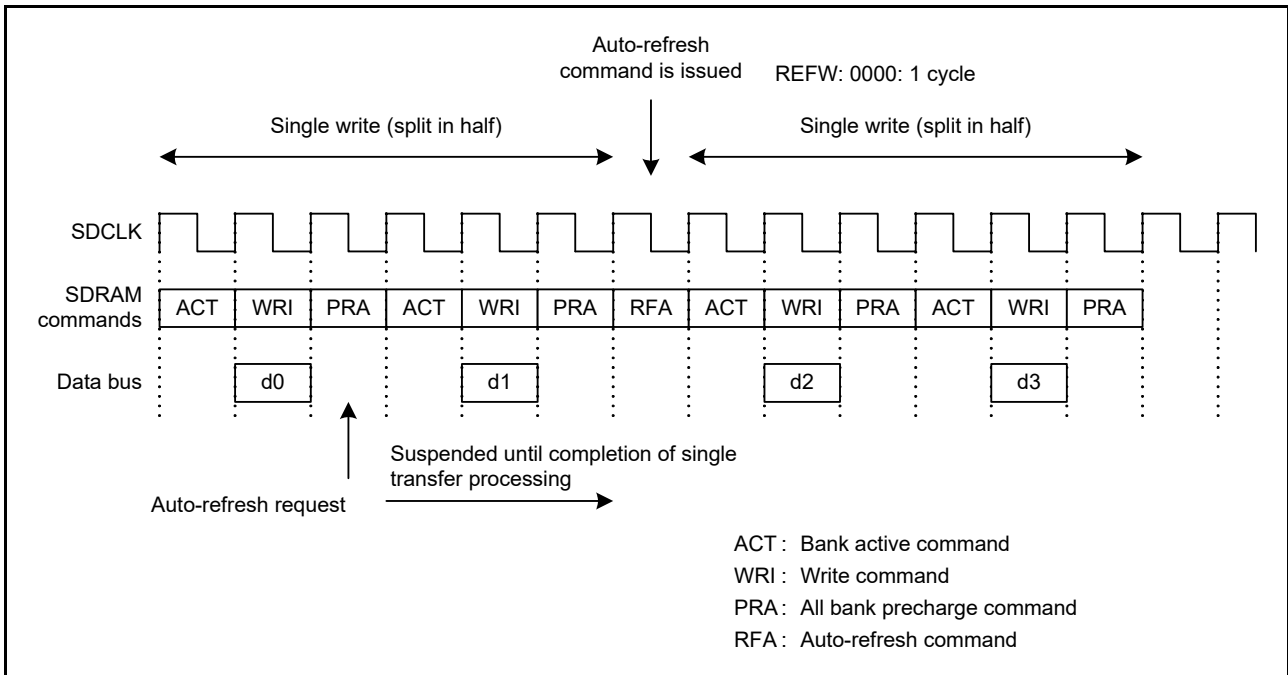 Auto-refresh
command is issued
REFW: 0000: 1 cycle
Single write (split in half)
Single write (split in half)
SDCLK
SDRAM
commands
ACT WRI PRA ACT WRI PRA RFA ACT WRI PRA ACT WRI PRA
Data bus
d0 d1 d2 d3
Suspended until completion of single
transfer processing
Auto-refresh request
ACT : Bank active command
WRI : Write command
PRA : All bank precharge command
RFA : Auto-refresh command